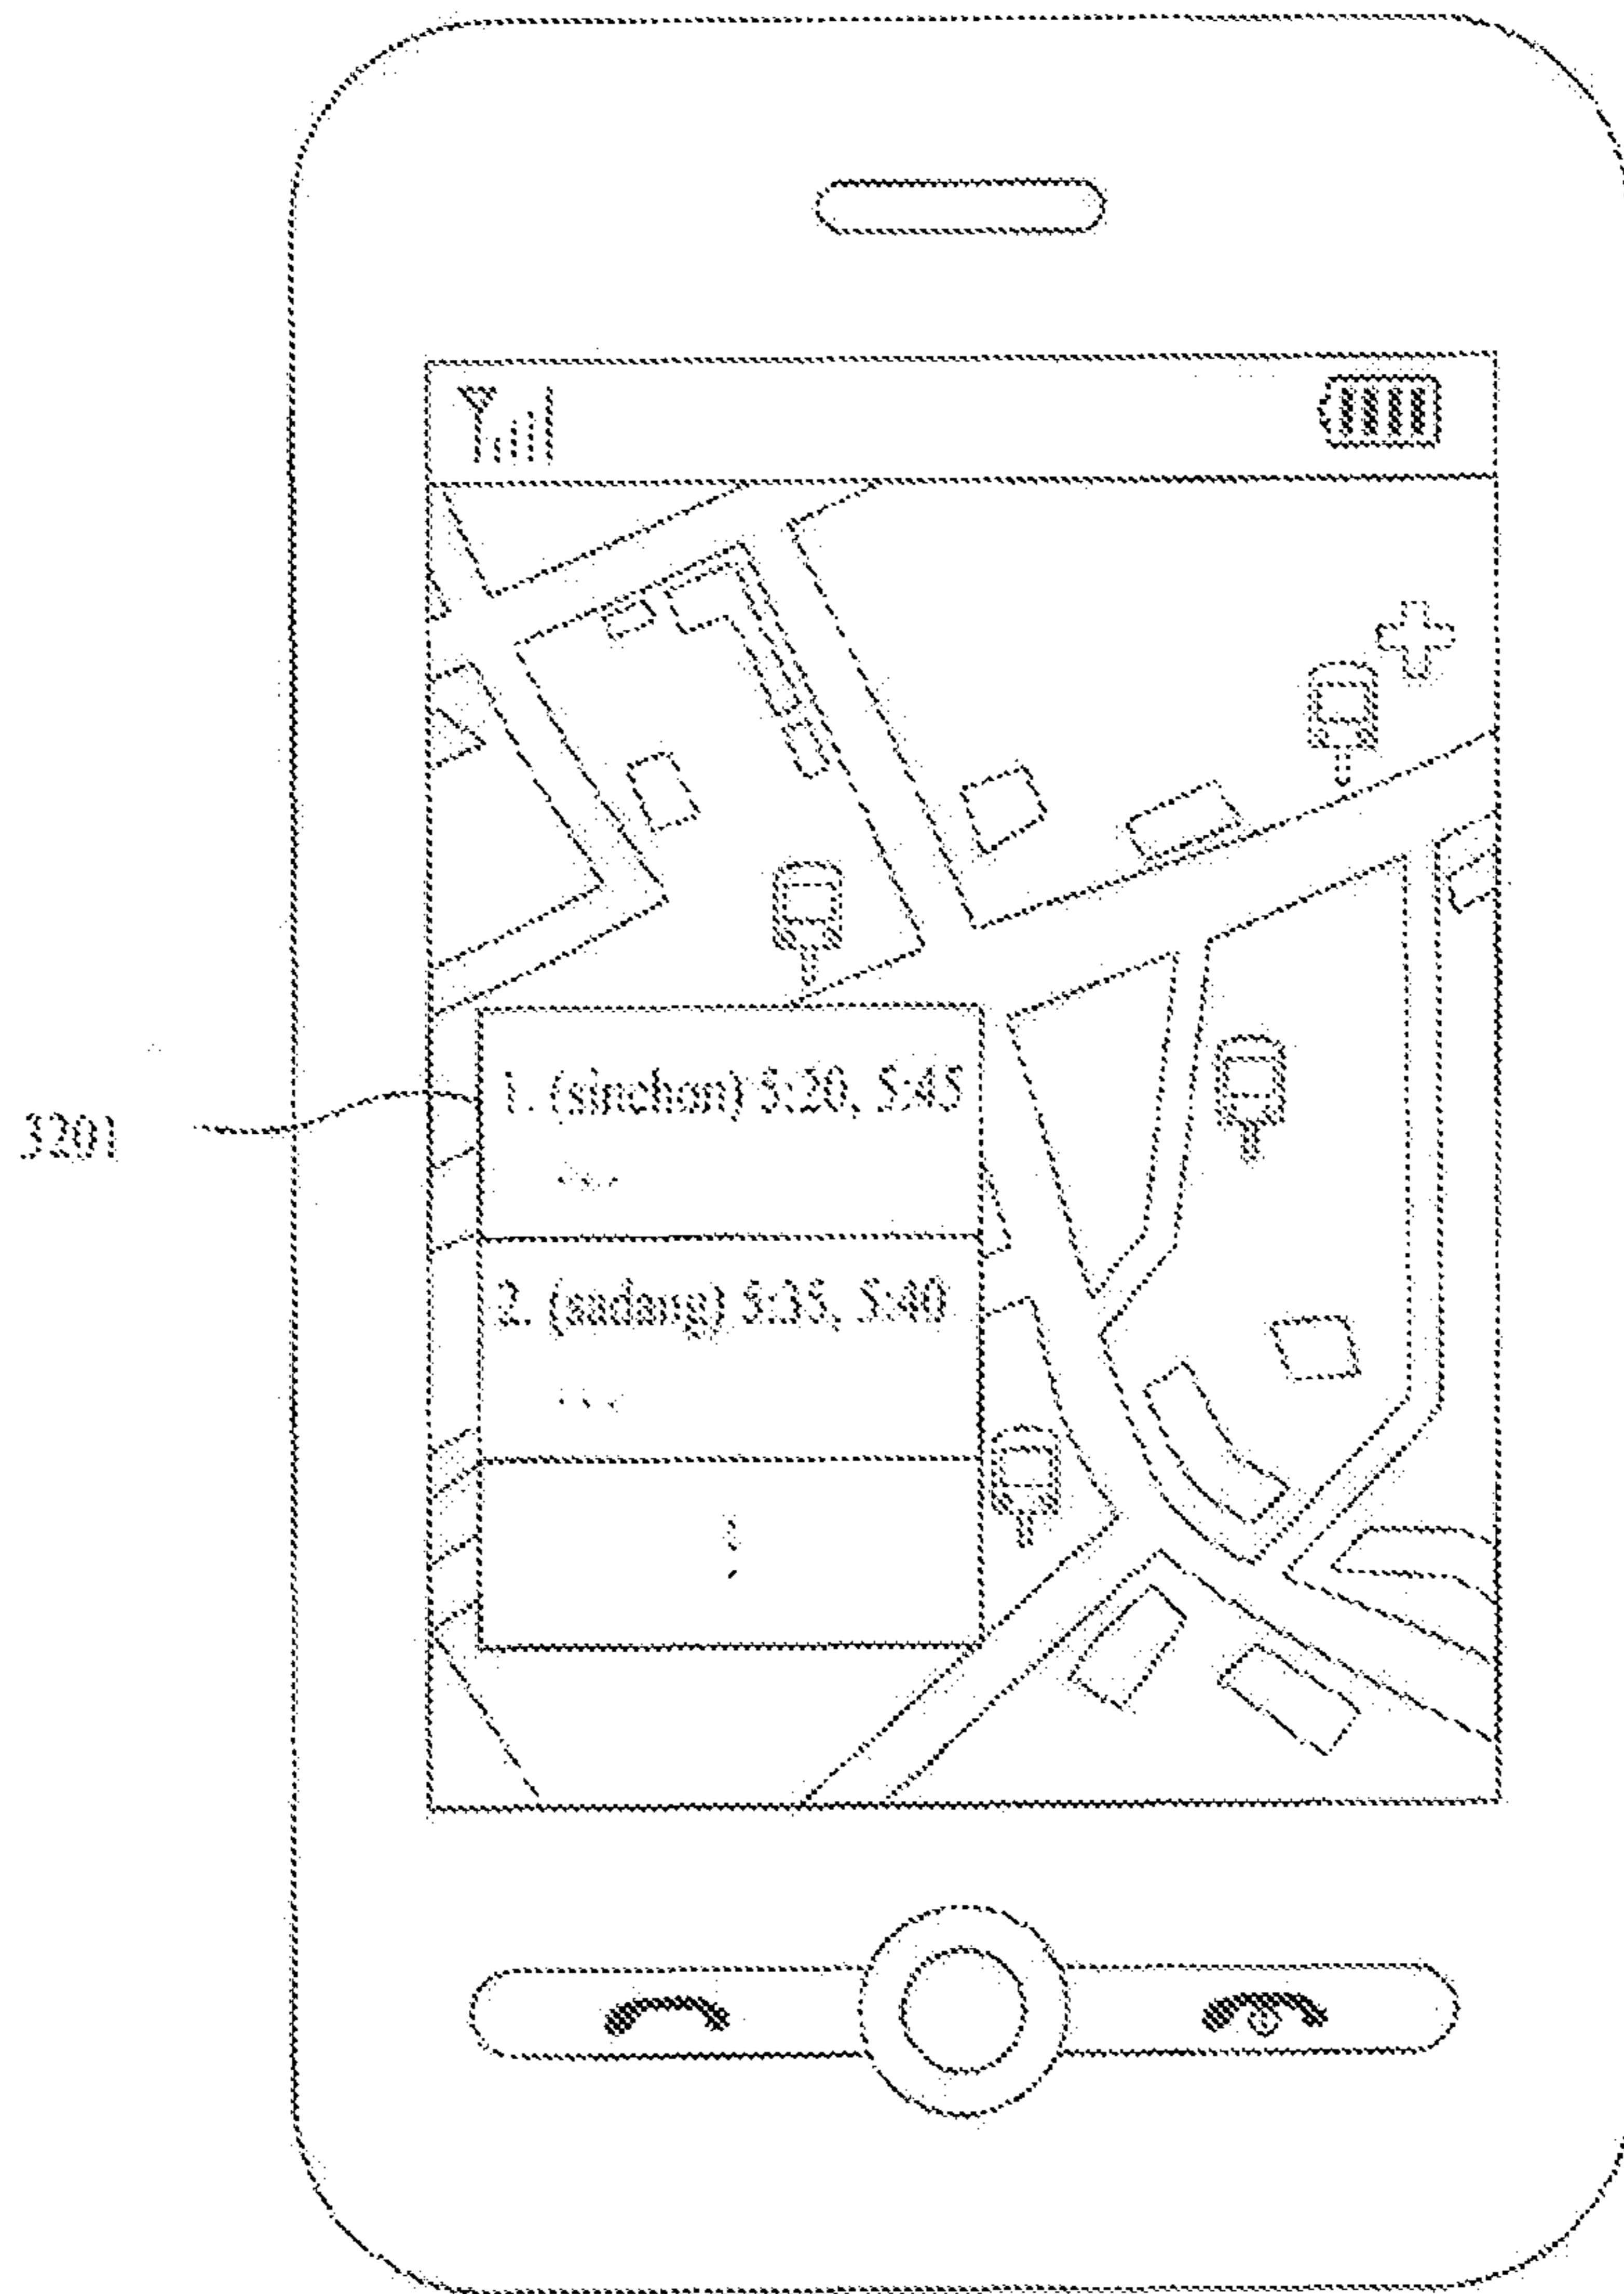 3201
1. (sinchon) 5:20, 5:45
...
2. (sadang) 5:35, 5:40
...